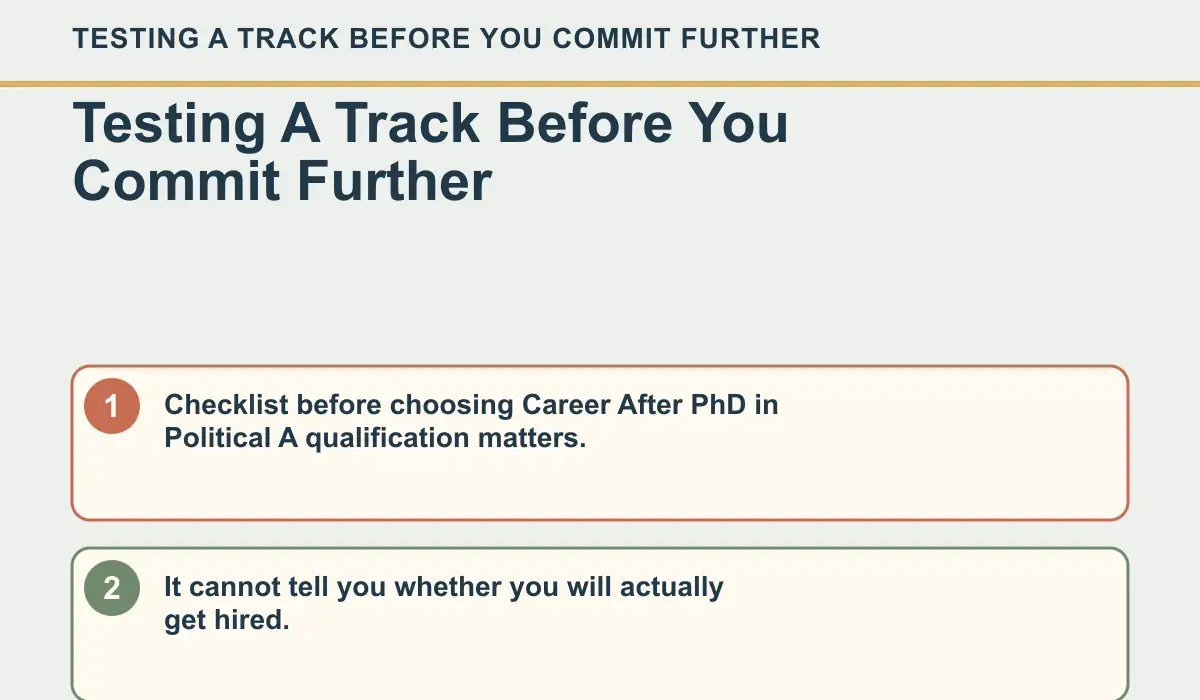 TESTING A TRACK BEFORE YOU COMMIT FURTHER
Testing A Track Before You
Commit Further
1
Checklist before choosing Career After PhD in
Political A qualification matters.
2
It cannot tell you whether you will actually
get hired.